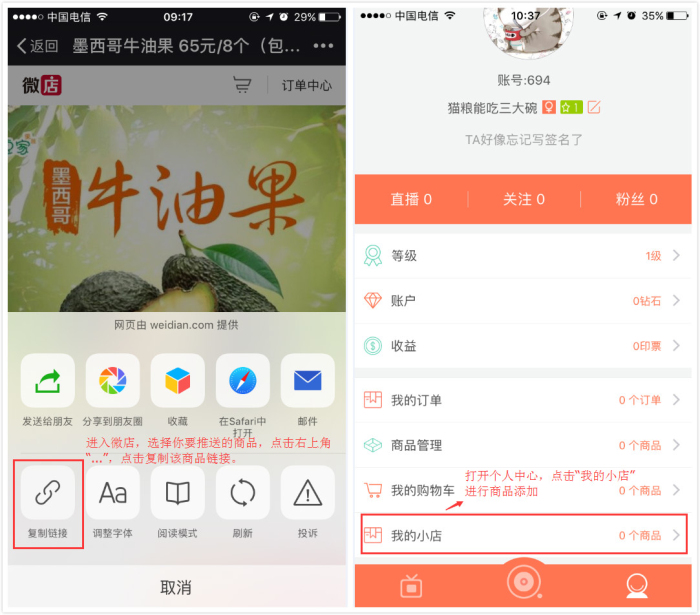 中国电信 09:17 29%
返回 墨西哥牛油果 65元/8个（包... •••
微店 订单中心
家
墨西哥
牛油果
网页由 weidian.com 提供
发送给朋友 分享到朋友圈 收藏 在Safari中打开 邮件
进入微店，选择你要推送的商品，点击右上角
“...”，点击复制该商品链接。
Aa
复制链接 调整字体 阅读模式 刷新 投诉
取消
中国电信 10:37 35%
账号:694
猫粮能吃三大碗 1
TA好像忘记写签名了
直播 0 关注 0 粉丝 0
等级 1级
账户 0钻石
收益 0印票
我的订单 0 个订单
商品管理 0 个商品
打开个人中心，点击“我的小店”
进行商品添加
我的购物车 0 个商品
我的小店 0 个商品